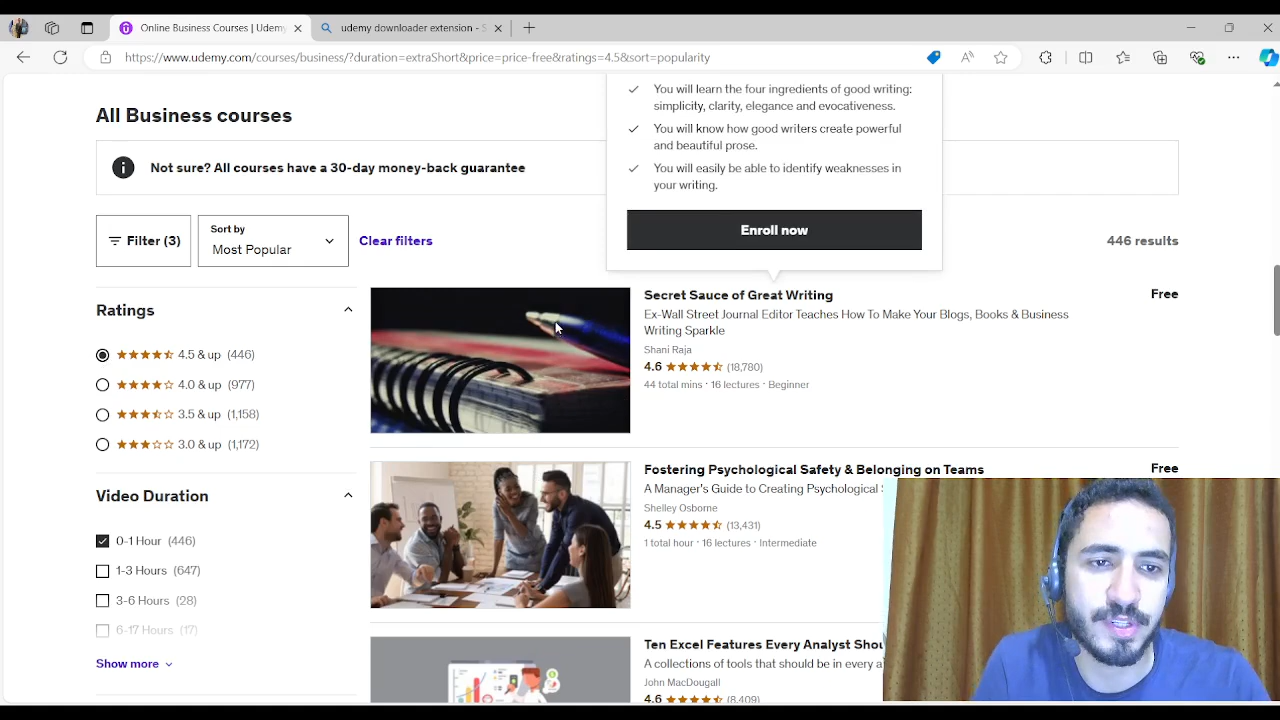 Online Business Courses | Udemy
udemy downloader extension - S
https://www.udemy.com/courses/business/?duration=extraShort&price=price-free&ratings=4.5&sort=popularity
You will learn the four ingredients of good writing:
simplicity, clarity, elegance and evocativeness.
You will know how good writers create powerful
and beautiful prose.
You will easily be able to identify weaknesses in
your writing.
Enroll now
All Business courses
Not sure? All courses have a 30-day money-back guarantee
Filter (3)
Sort by
Most Popular
Clear filters
446 results
Ratings
4.5 & up (446)
4.0 & up (977)
3.5 & up (1,158)
3.0 & up (1,172)
Video Duration
0-1 Hour (446)
1-3 Hours (647)
3-6 Hours (28)
6-17 Hours (17)
Show more
Secret Sauce of Great Writing
Free
Ex-Wall Street Journal Editor Teaches How To Make Your Blogs, Books & Business
Writing Sparkle
Shani Raja
4.6 (18,780)
44 total mins · 16 lectures · Beginner
Fostering Psychological Safety & Belonging on Teams
Free
A Manager's Guide to Creating Psychological
Shelley Osborne
4.5 (13,431)
1 total hour · 16 lectures · Intermediate
Ten Excel Features Every Analyst Shou
A collections of tools that should be in every a
John MacDougall
4.6 (8,409)